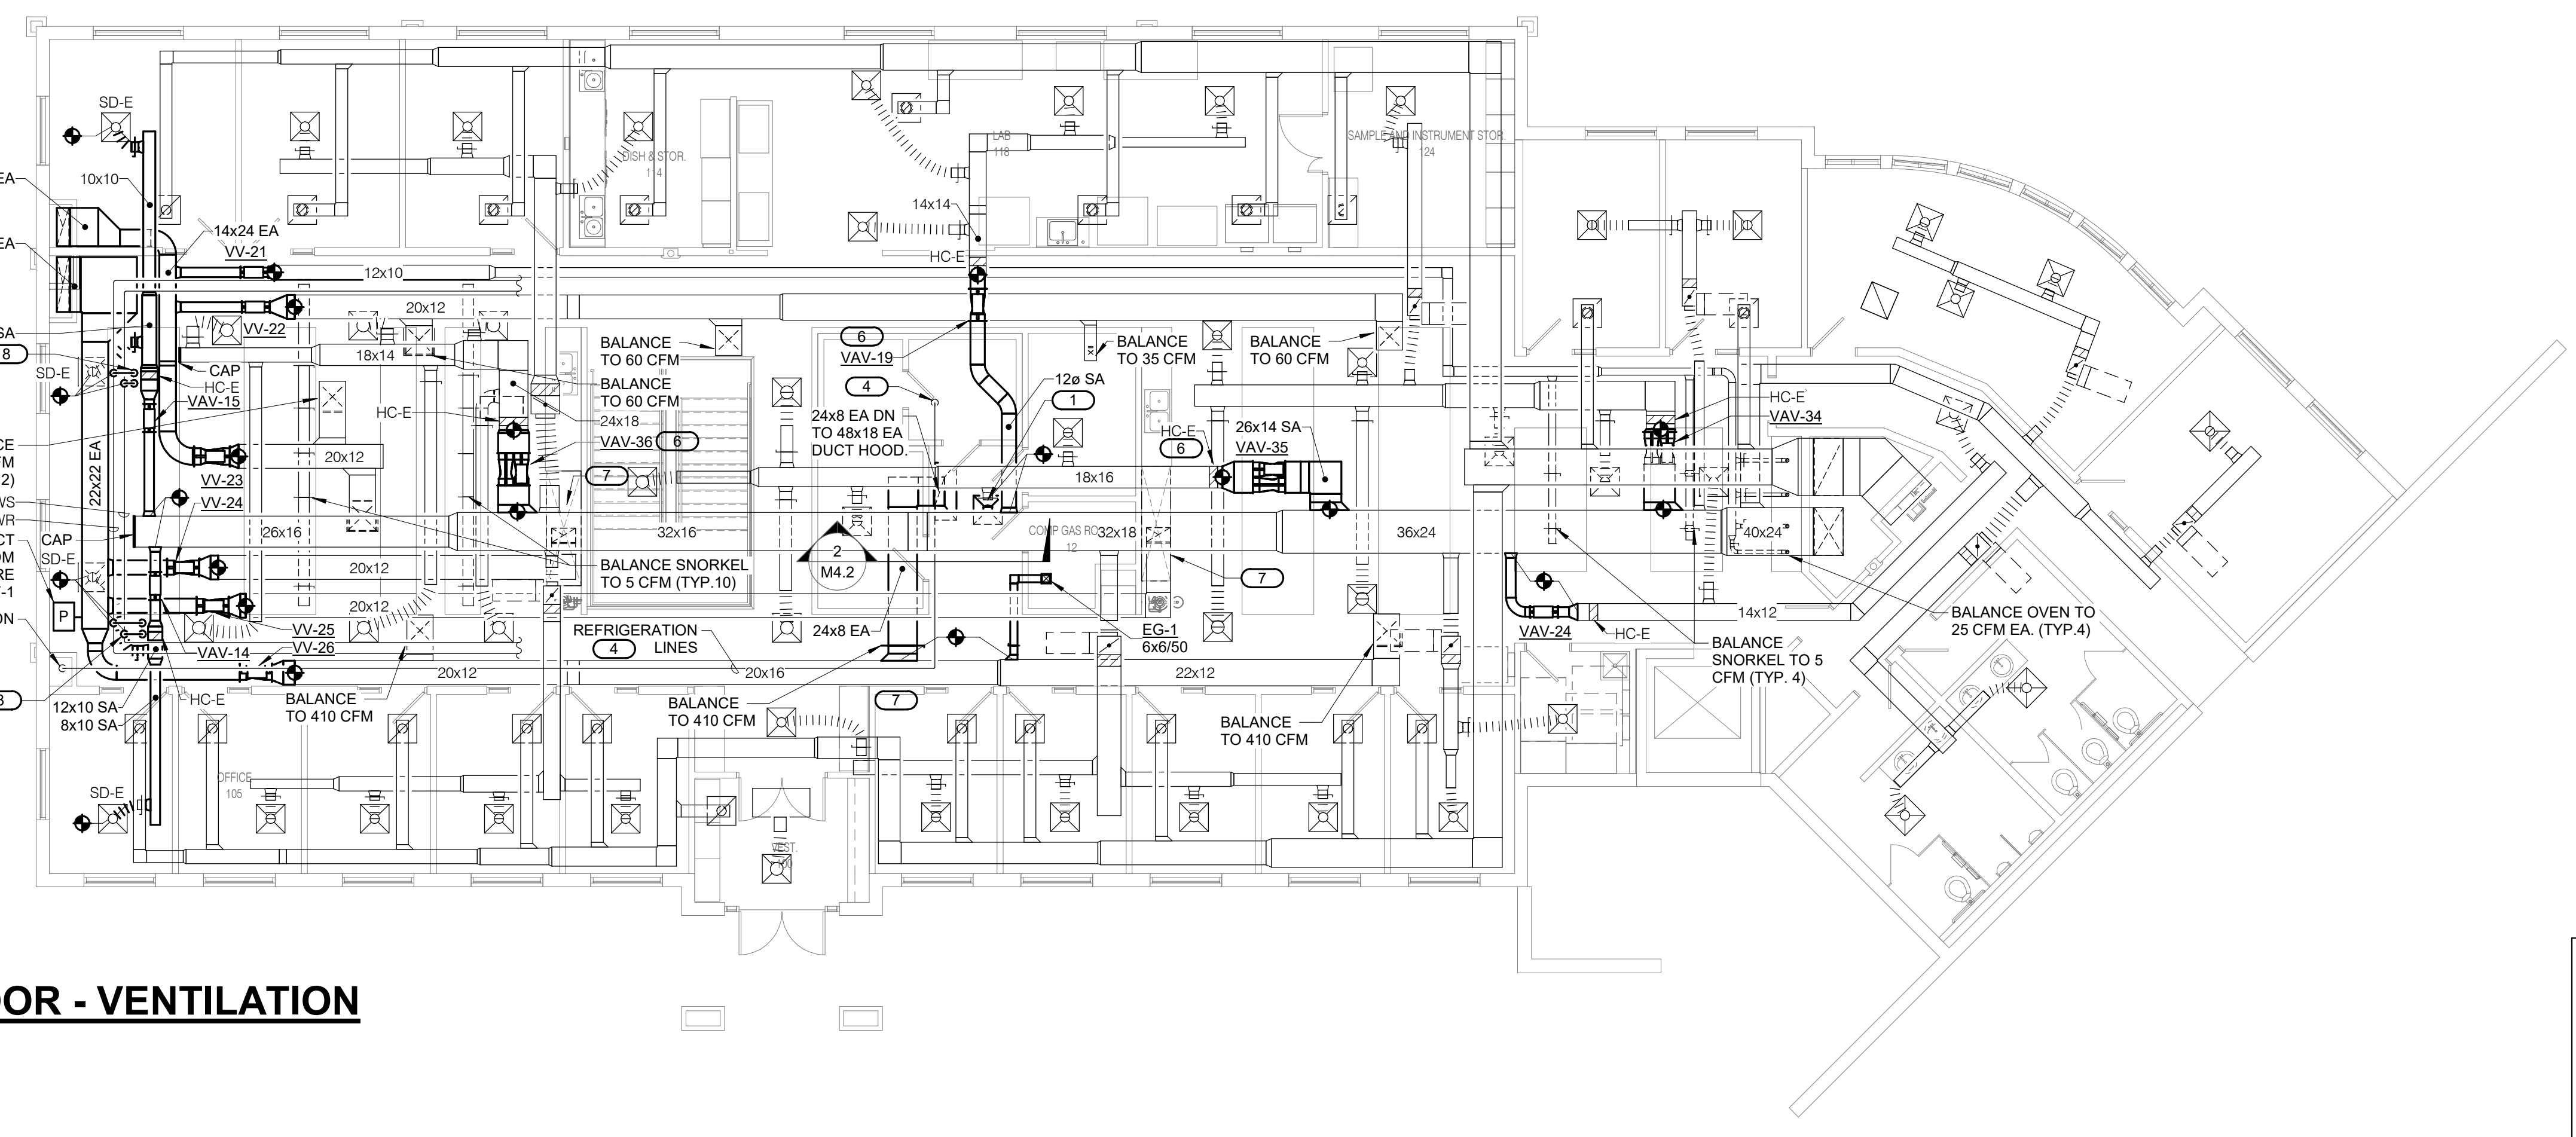 SD-E
EA
10x10
EA
14x24 EA
VV-21
12x10
20x12
VV-22
SA
8
SD-E
CAP
HC-E
VAV-15
18x14
20x12
VV-23
VV-24
22x22 EA
CAP
SD-E
26x16
20x12
20x12
VV-25
VV-26
VAV-14
20x12
P
12x10 SA
8x10 SA
HC-E
BALANCE
TO 410 CFM
SD-E
OFFICE
105
DISH & STOR.
114
LAB
118
SAMPLE AND INSTRUMENT STOR.
124
14x14
HC-E
BALANCE
TO 60 CFM
BALANCE
TO 60 CFM
HC-E
24x18
VAV-36
6
7
32x16
BALANCE SNORKEL
TO 5 CFM (TYP.10)
REFRIGERATION
LINES
4
20x16
BALANCE
TO 410 CFM
6
VAV-19
4
24x8 EA DN
TO 48x18 EA
DUCT HOOD.
2
M4.2
24x8 EA
BALANCE
TO 35 CFM
12ø SA
1
18x16
COMP GAS RO
12
32x18
7
EG-1
6x6/50
22x12
7
VEST.
BALANCE
TO 60 CFM
HC-E
6
26x14 SA
VAV-35
36x24
BALANCE
TO 410 CFM
VAV-24
HC-E
14x12
HC-E
VAV-34
40x24
BALANCE OVEN TO
25 CFM EA. (TYP.4)
BALANCE
SNORKEL TO 5
CFM (TYP. 4)
OOR - VENTILATION